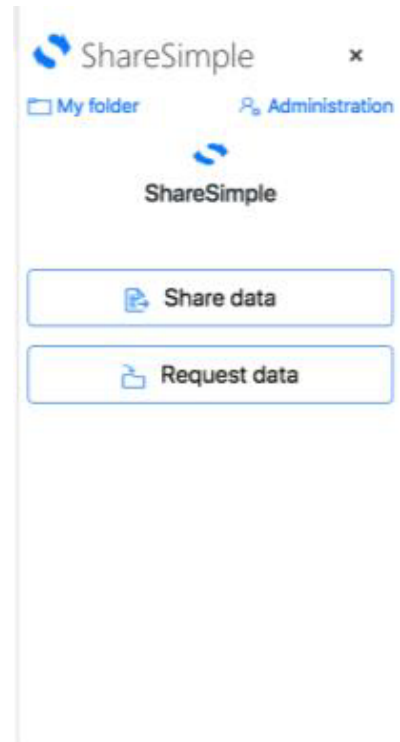 ShareSimple ×
My folder Administration
ShareSimple
Share data
Request data